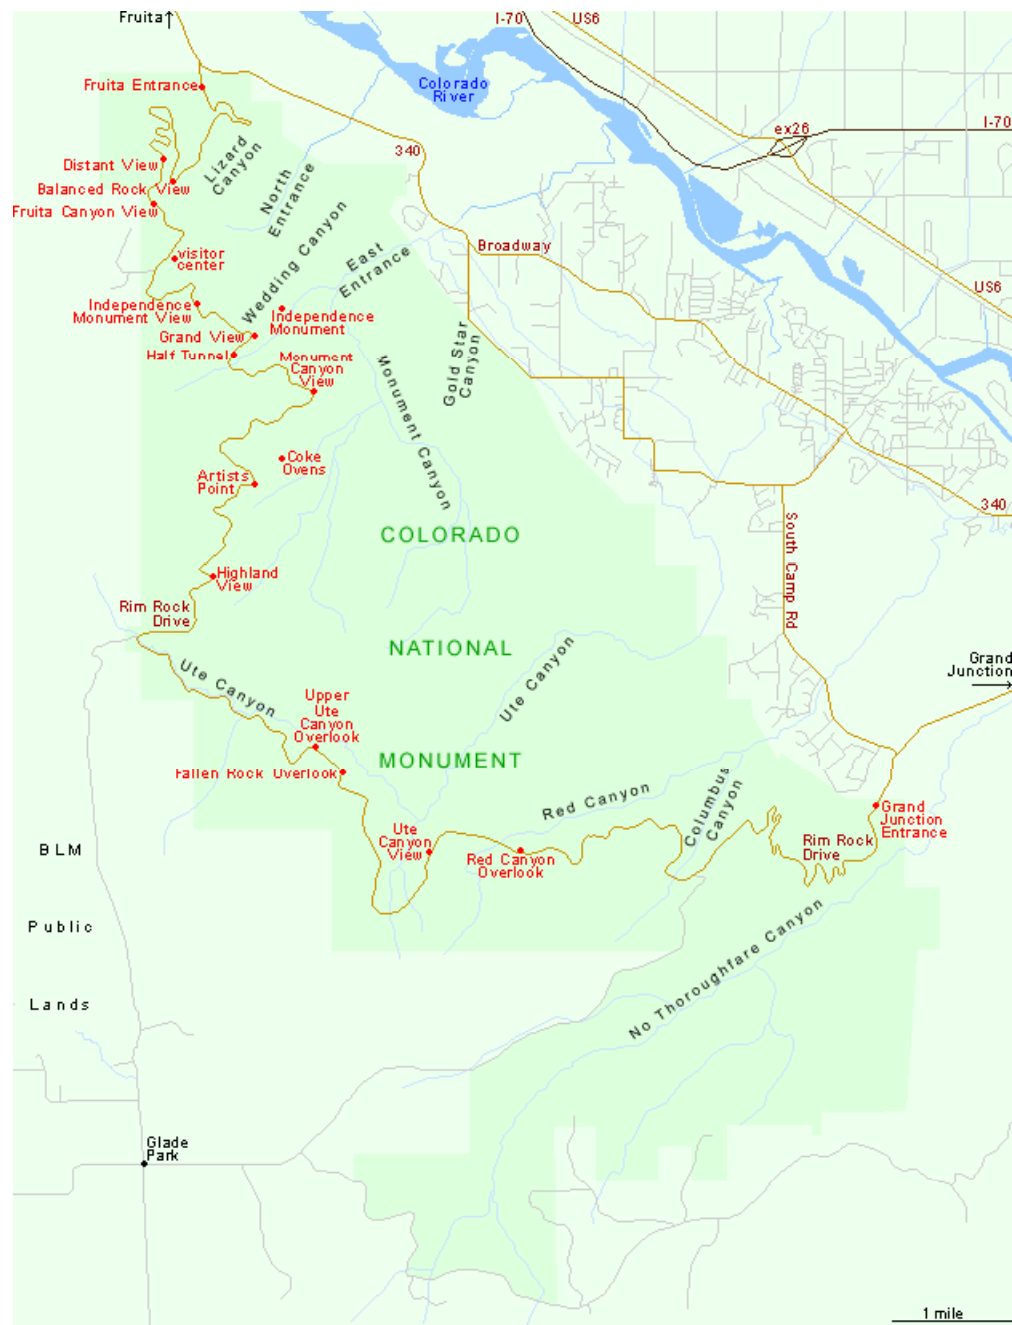 Fruita
I-70
US6
Fruita Entrance
Colorado
River
ex26
I-70
340
Lizard
Canyon
Distant View
Balanced Rock View
Fruita Canyon View
North
Entrance
Wedding Canyon
East
Entrance
Broadway
visitor
center
US6
Independence
Monument View
Independence
Monument
Grand View
Half Tunnel
Monument
Canyon
View
Gold Star
Canyon
Monument Canyon
Coke
Ovens
Artists
Point
340
South Camp Rd
COLORADO
Highland
View
Rim Rock
Drive
NATIONAL
Ute Canyon
Ute Canyon
Grand
Junction
Upper
Ute
Canyon
Overlook
MONUMENT
Fallen Rock Overlook
Red Canyon
Columbus
Canyon
Grand
Junction
Entrance
Ute
Canyon
View
Red Canyon
Overlook
Rim Rock
Drive
BLM
Public
Lands
No Thoroughfare Canyon
Glade
Park
1 mile